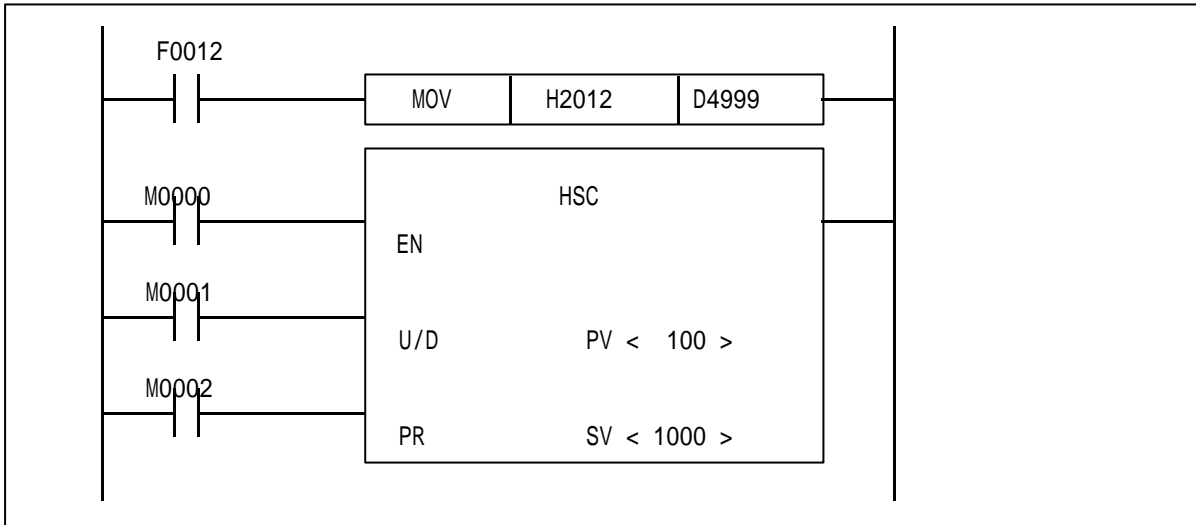 F0012
MOV H2012 D4999
M0000
HSC
EN
M0001
U/D PV < 100 >
M0002
PR SV < 1000 >